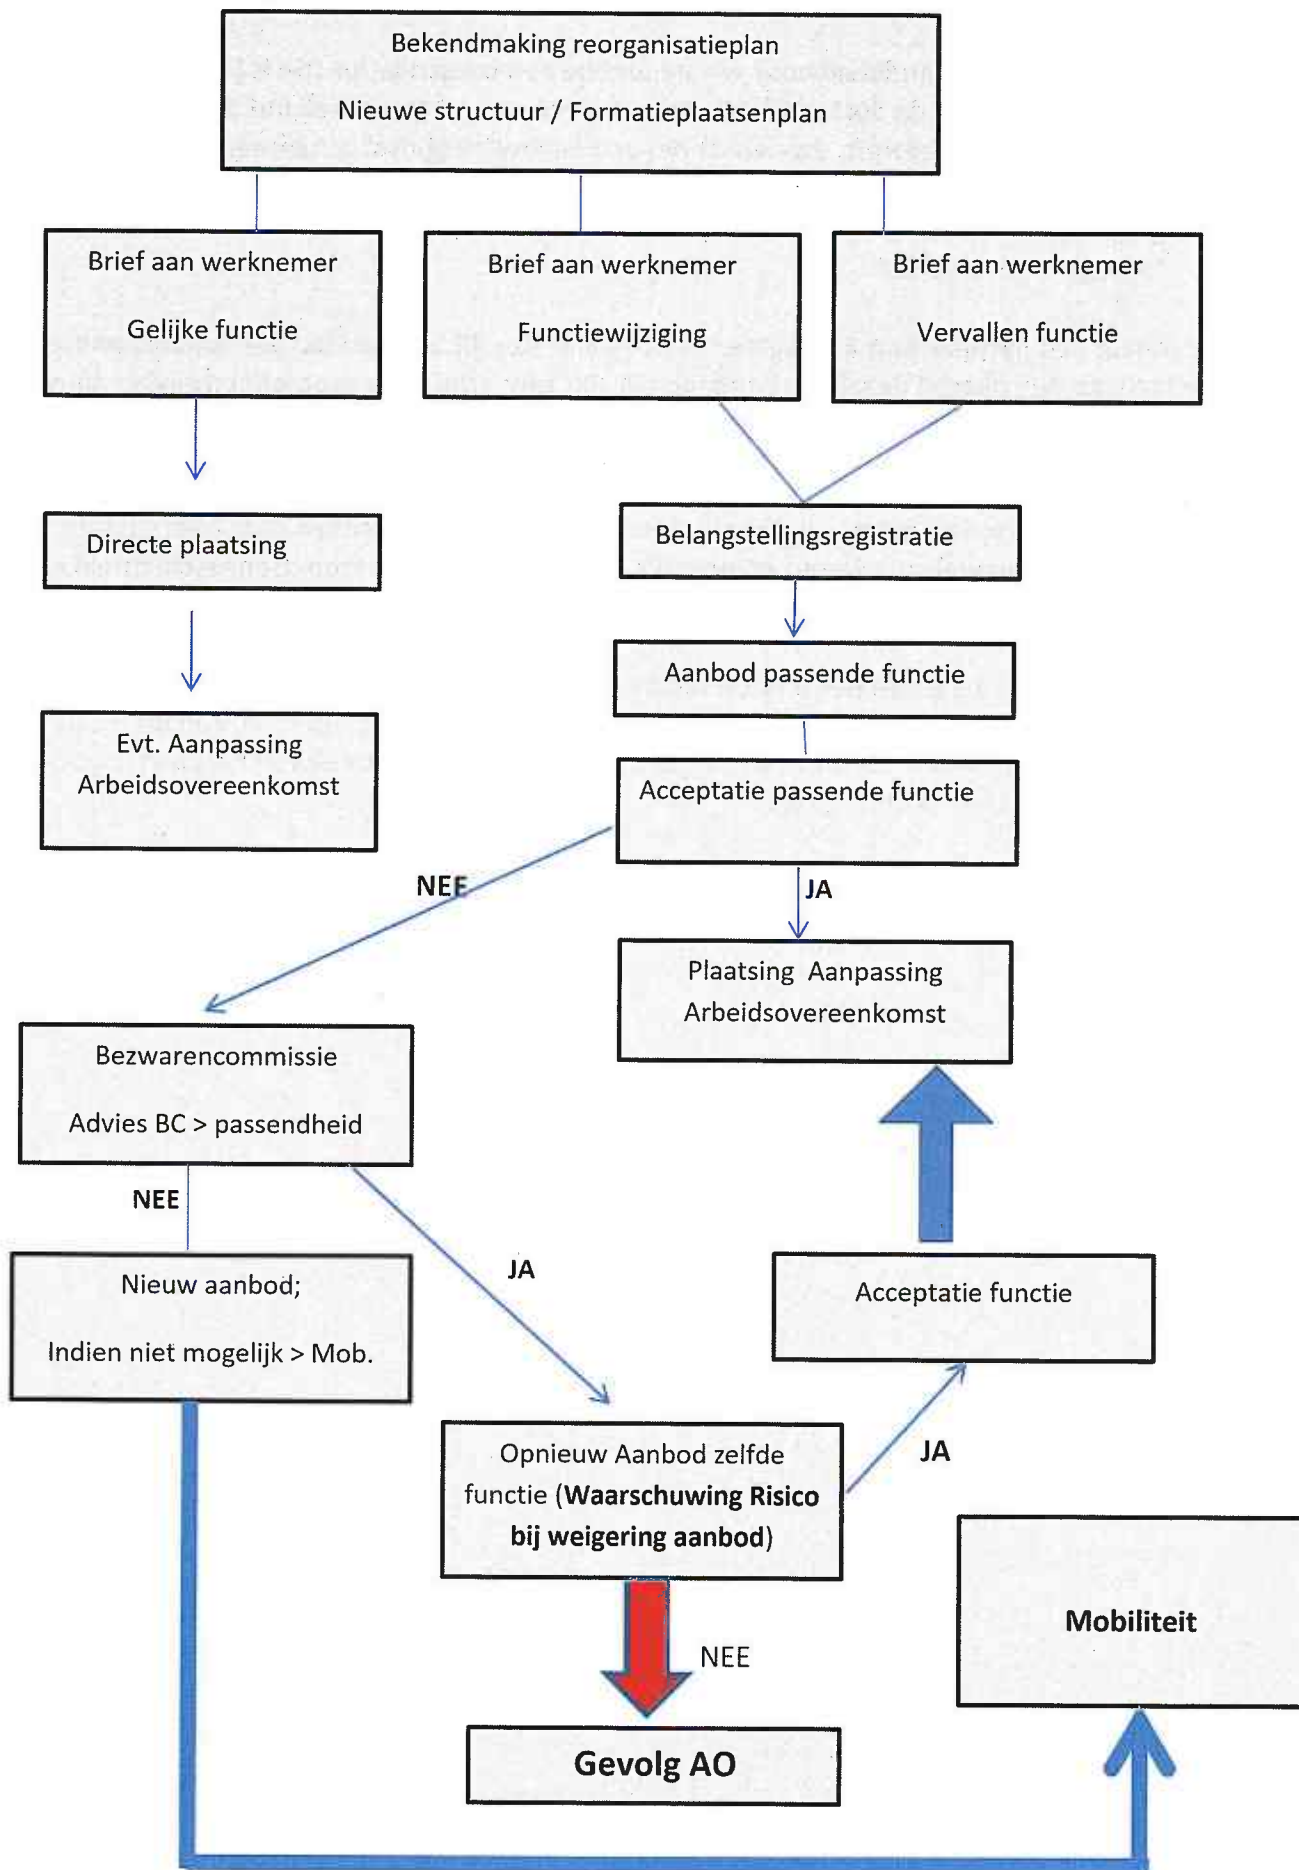 Bekendmaking reorganisatieplan
Nieuwe structuur / Formatieplaatsenplan
Brief aan werknemer
Gelijke functie
Brief aan werknemer
Functiewijziging
Brief aan werknemer
Vervallen functie
Directe plaatsing
Belangstellingsregistratie
Aanbod passende functie
Evt. Aanpassing
Arbeidsovereenkomst
Acceptatie passende functie
NEE
JA
Plaatsing Aanpassing
Arbeidsovereenkomst
Bezwarencommissie
Advies BC > passendheid
NEE
JA
Nieuw aanbod;
Indien niet mogelijk > Mob.
Acceptatie functie
Opnieuw Aanbod zelfde
functie (Waarschuwing Risico
bij weigering aanbod)
JA
Mobiliteit
NEE
Gevolg AO